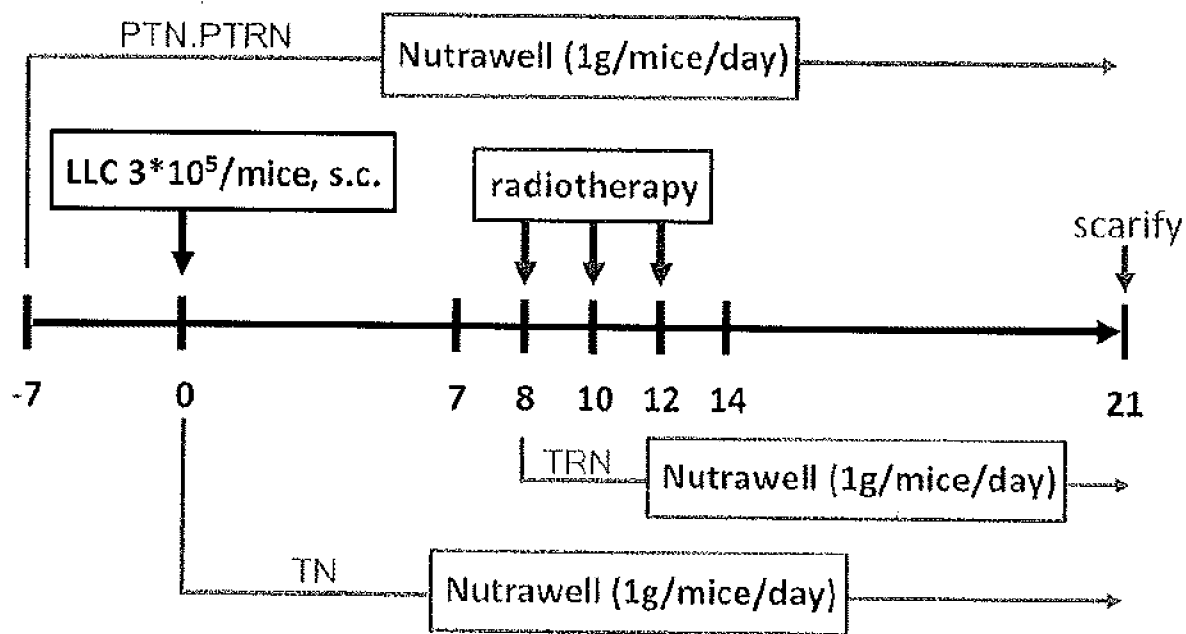 PTN.PTRN
Nutrawell (1g/mice/day)
LLC 3*10⁵/mice, s.c.
radiotherapy
scarify
-7 0 7 8 10 12 14 21
TRN
Nutrawell (1g/mice/day)
TN
Nutrawell (1g/mice/day)